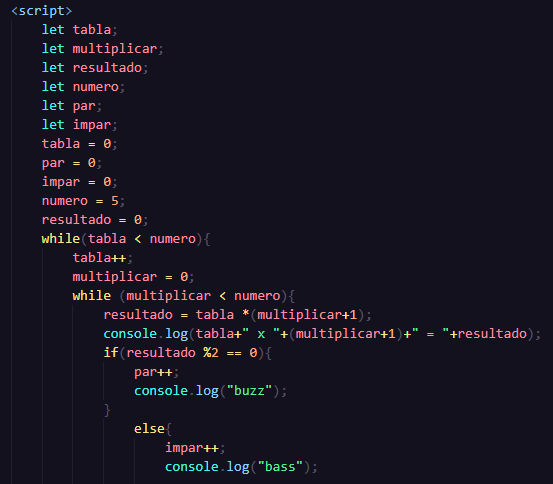 <script>
let tabla;
let multiplicar;
let resultado;
let numero;
let par;
let impar;
tabla = 0;
par = 0;
impar = 0;
numero = 5;
resultado = 0;
while(tabla < numero){
tabla++;
multiplicar = 0;
while (multiplicar < numero){
resultado = tabla *(multiplicar+1);
console.log(tabla+" x "+(multiplicar+1)+" = "+resultado);
if(resultado %2 == 0){
par++;
console.log("buzz");
}
else{
impar++;
console.log("bass");